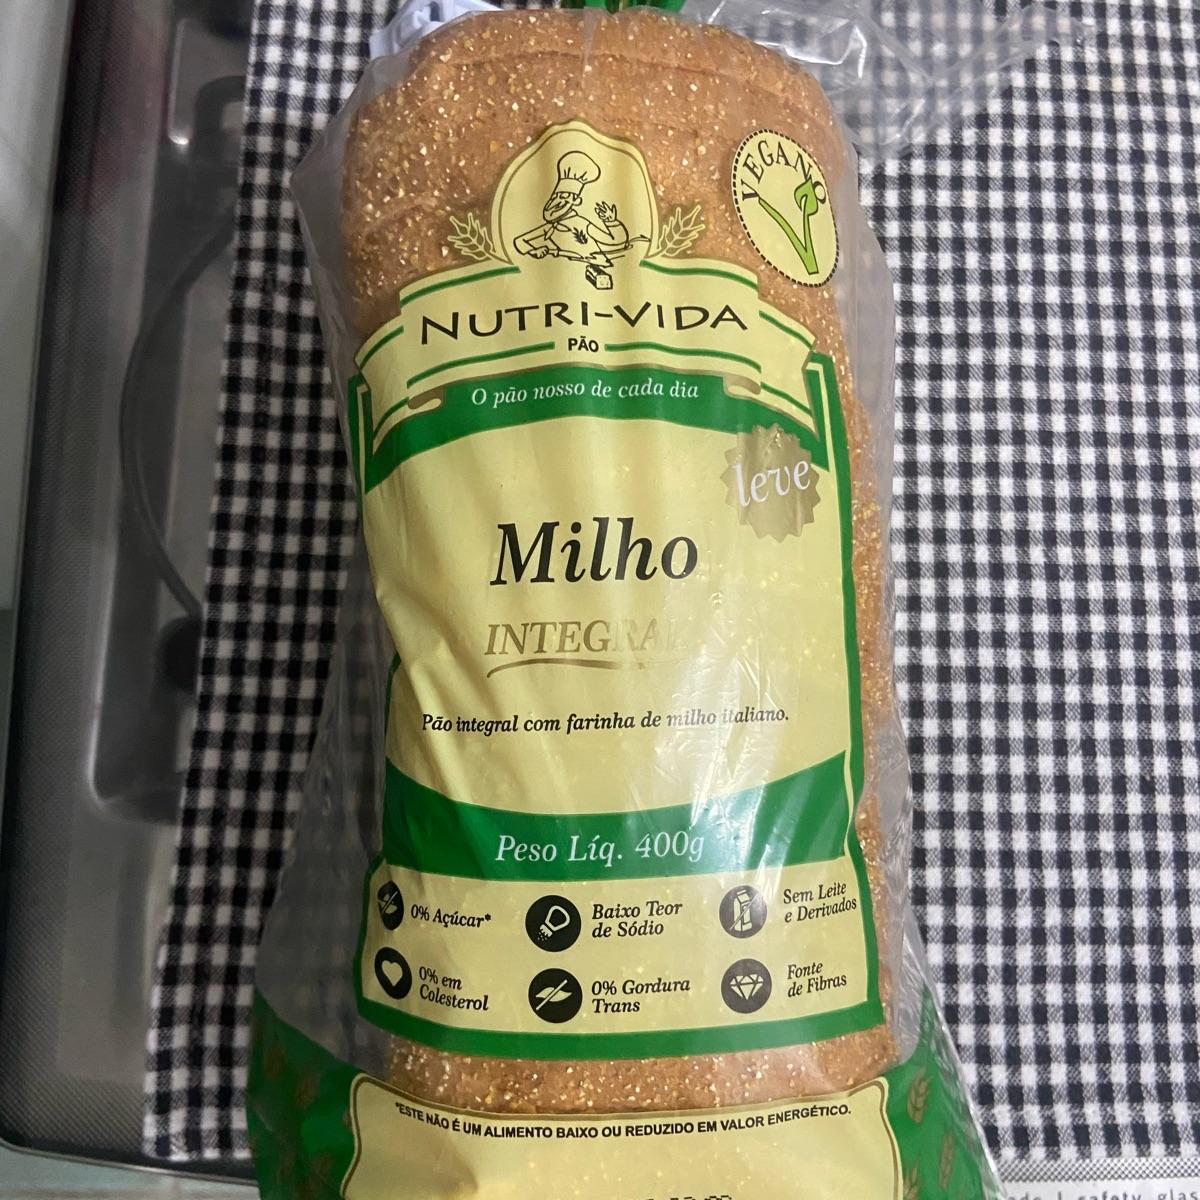 VEGANO
NUTRI-VIDA
PÃO
O pão nosso de cada dia
leve
Milho
INTEGRAL
Pão integral com farinha de milho italiano.
Peso Líq. 400g
0% Açúcar*
Baixo Teor
de Sódio
Sem Leite
e Derivados
0% em
Colesterol
0% Gordura
Trans
Fonte
de Fibras
*ESTE NÃO É UM ALIMENTO BAIXO OU REDUZIDO EM VALOR ENERGÉTICO.